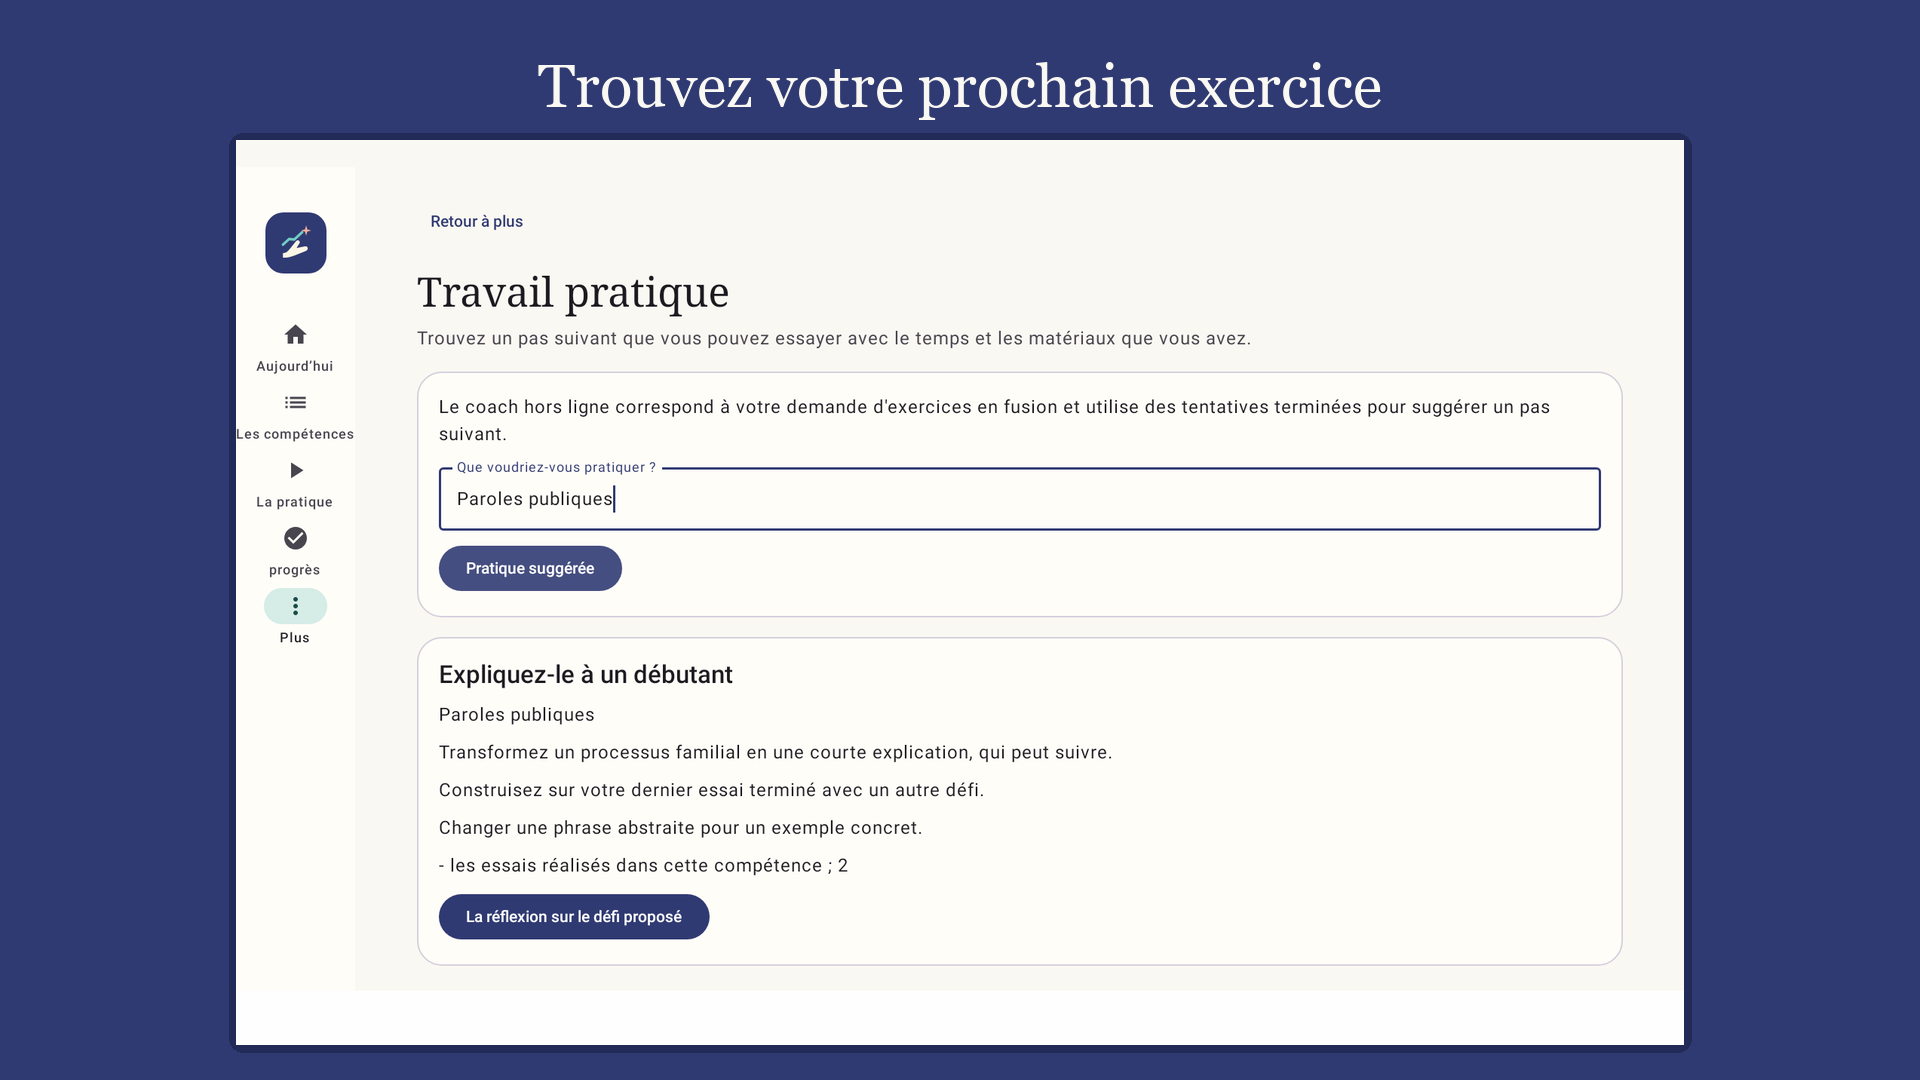 Trouvez votre prochain exercice
Retour à plus
Travail pratique
Trouvez un pas suivant que vous pouvez essayer avec le temps et les matériaux que vous avez.
Aujourd’hui
Les compétences
La pratique
progrès
Plus
Le coach hors ligne correspond à votre demande d'exercices en fusion et utilise des tentatives terminées pour suggérer un pas
suivant.
Que voudriez-vous pratiquer ?
Paroles publiques
Pratique suggérée
Expliquez-le à un débutant
Paroles publiques
Transformez un processus familial en une courte explication, qui peut suivre.
Construisez sur votre dernier essai terminé avec un autre défi.
Changer une phrase abstraite pour un exemple concret.
- les essais réalisés dans cette compétence ; 2
La réflexion sur le défi proposé